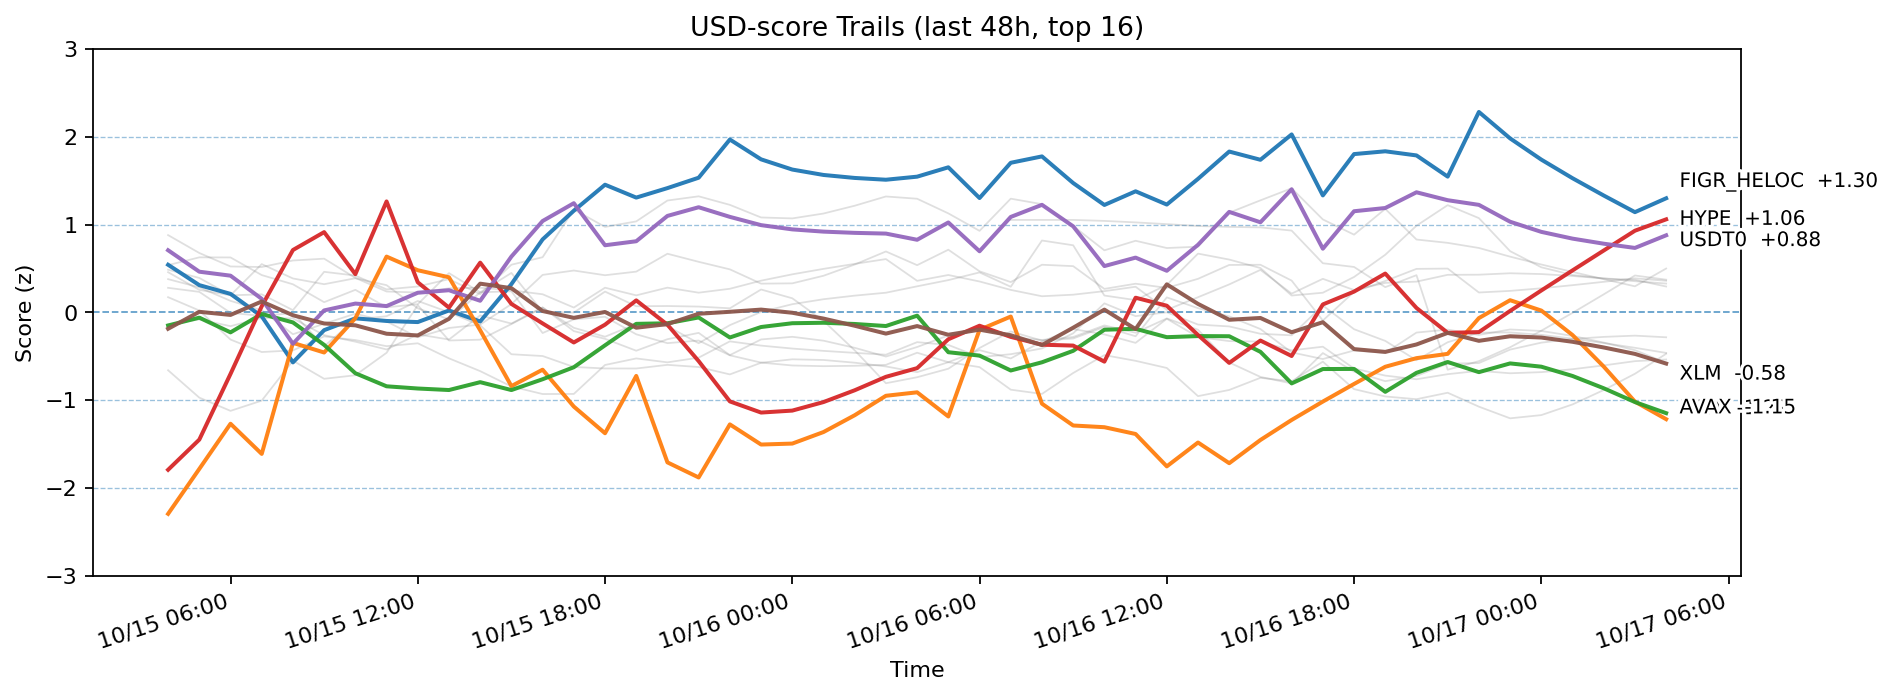 USD-score Trails (last 48h, top 16)
3
2
1
0
−1
−2
−3
Score (z)
FIGR_HELOC +1.30
HYPE +1.06
USDT0 +0.88
XLM -0.58
AVAX -1.15
10/15 06:00
10/15 12:00
10/15 18:00
10/16 00:00
10/16 06:00
10/16 12:00
10/16 18:00
10/17 00:00
10/17 06:00
Time